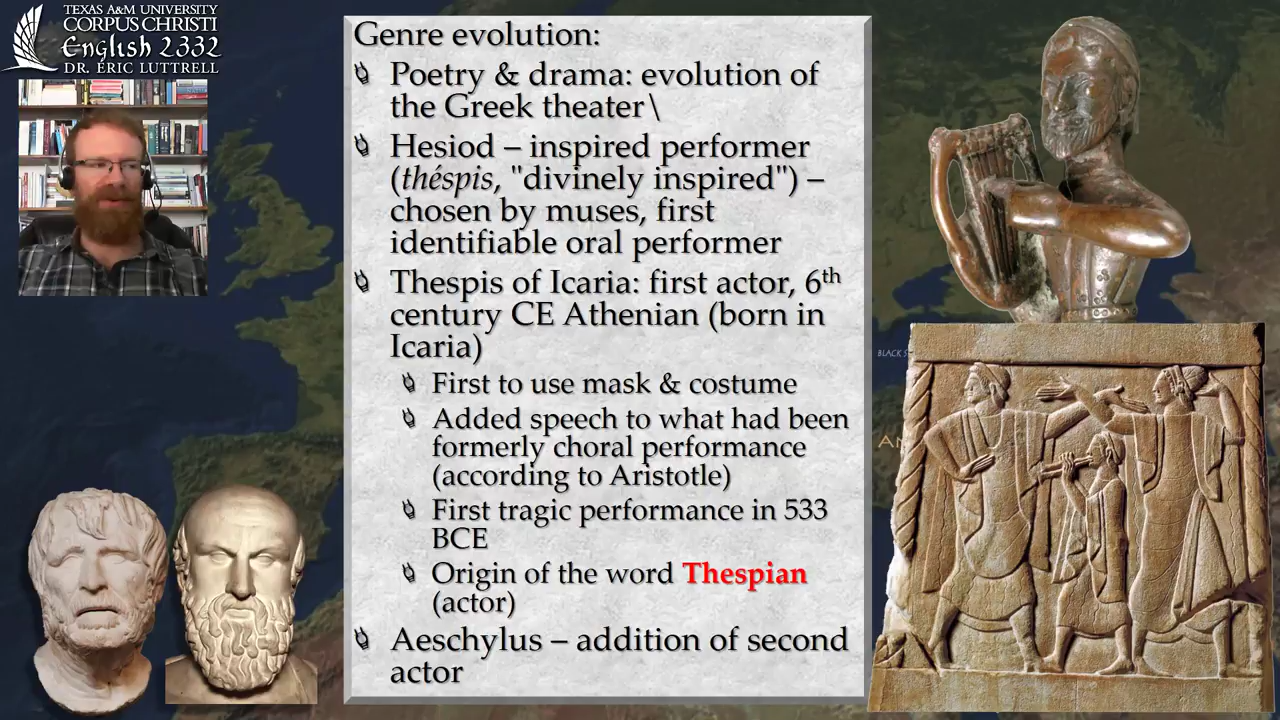 TEXAS A&M UNIVERSITY
CORPUS CHRISTI
English 2332
DR. ERIC LUTTRELL
Genre evolution:
Poetry & drama: evolution of
the Greek theater\
Hesiod – inspired performer
(théspis, "divinely inspired") –
chosen by muses, first
identifiable oral performer
Thespis of Icaria: first actor, 6th
century CE Athenian (born in
Icaria)
First to use mask & costume
Added speech to what had been
formerly choral performance
(according to Aristotle)
First tragic performance in 533
BCE
Origin of the word Thespian
(actor)
Aeschylus – addition of second
actor
BLACK S